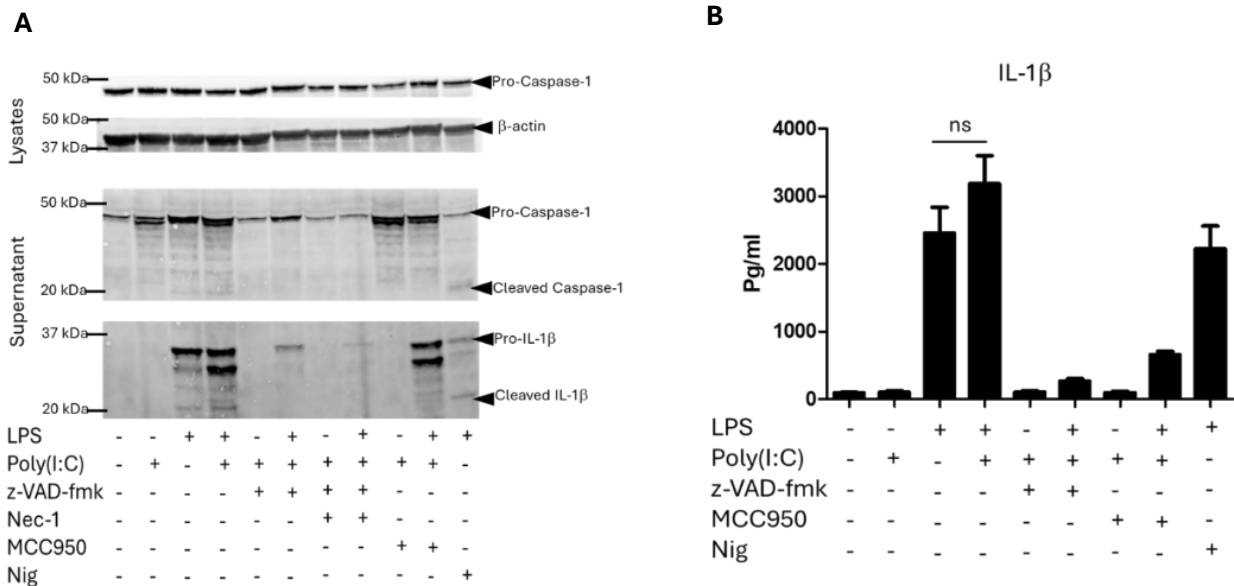 A
50 kDa
Pro-Caspase-1
50 kDa
β-actin
37 kDa
Lysates
50 kDa
Pro-Caspase-1
20 kDa
Cleaved Caspase-1
37 kDa
Pro-IL-1β
Cleaved IL-1β
20 kDa
Supernatant
LPS - - + + - + - + - + +
Poly(I:C) - + - + + + + + + + -
z-VAD-fmk - - - - + + + + - - -
Nec-1 - - - - - - + + - - -
MCC950 - - - - - - - - + + -
Nig - - - - - - - - - - +
B
IL-1β
ns
4000
3000
2000
1000
0
Pg/ml
LPS - - + + - + - + +
Poly(I:C) - + - + + + + + -
z-VAD-fmk - - - - + + - - -
MCC950 - - - - - - + + -
Nig - - - - - - - - +